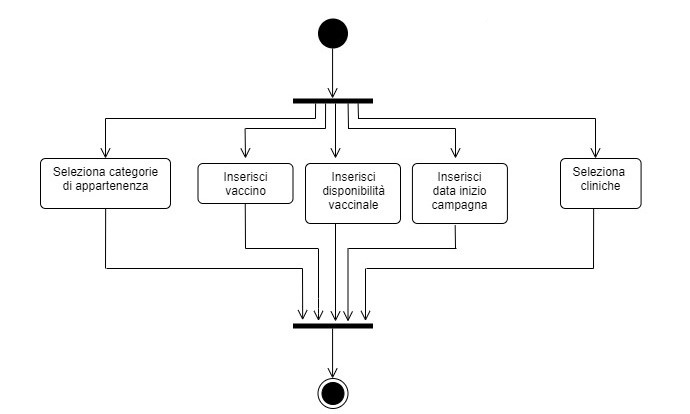 Seleziona categorie
di appartenenza
Inserisci
vaccino
Inserisci
disponibilità
vaccinale
Inserisci
data inizio
campagna
Seleziona
cliniche